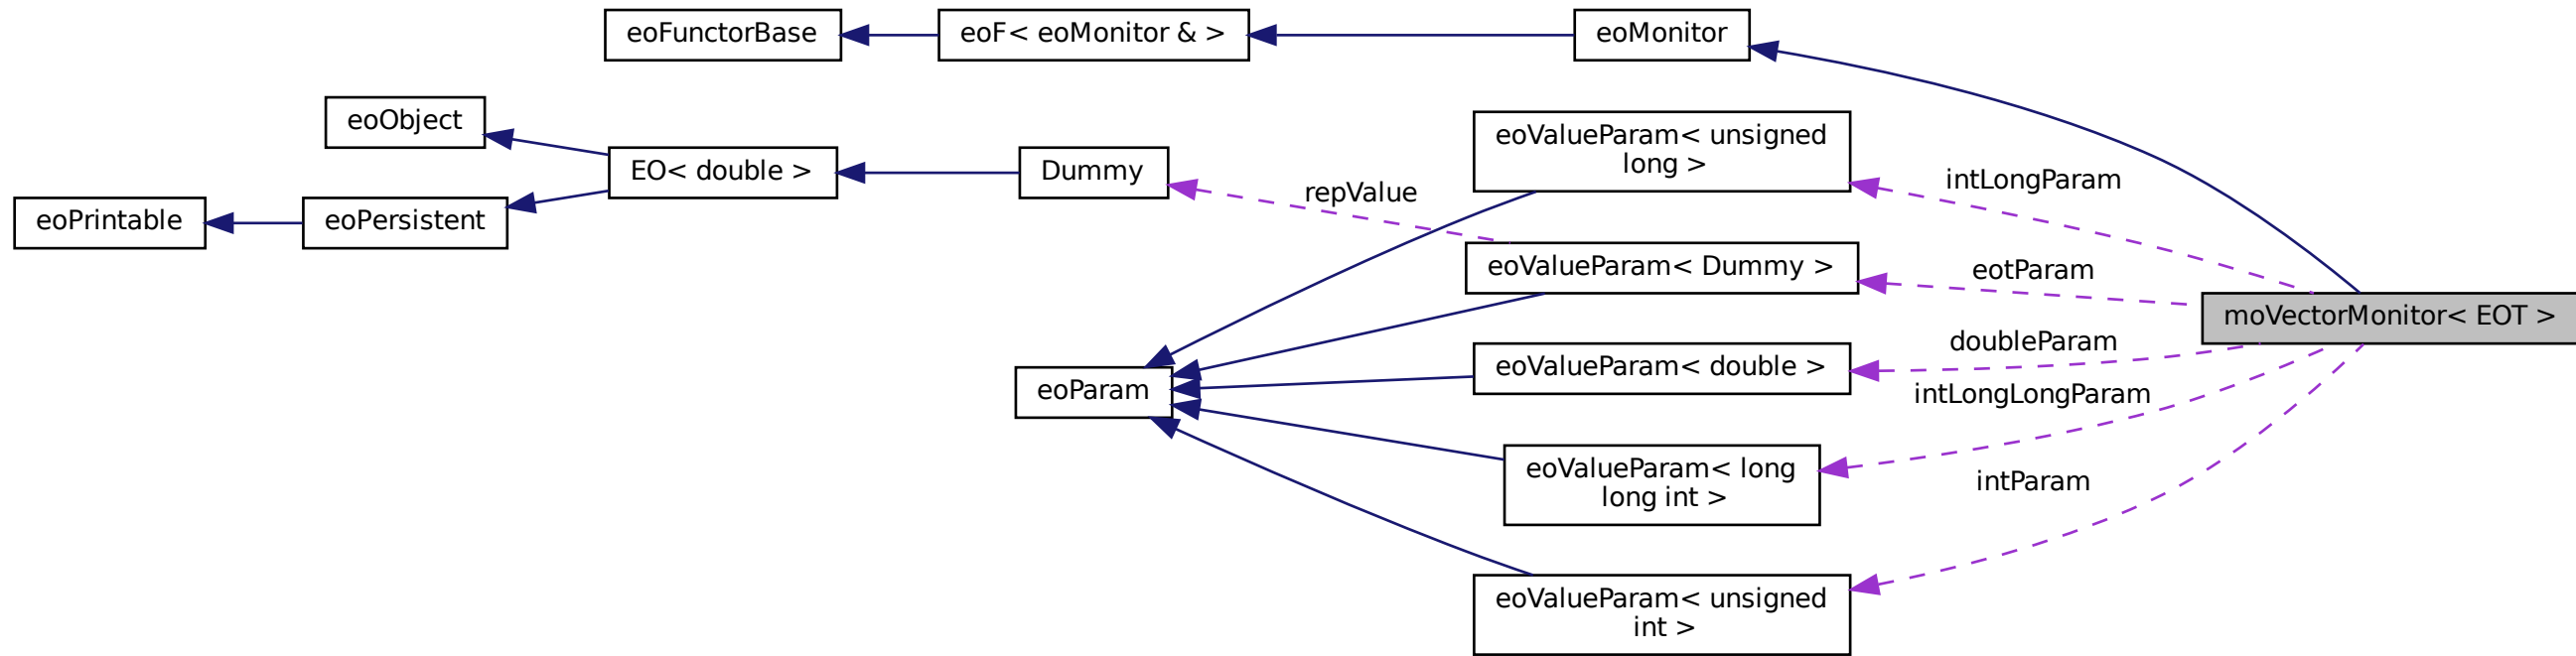 eoFunctorBase
eoF< eoMonitor & >
eoMonitor
eoObject
eoValueParam< unsigned
long >
EO< double >
Dummy
intLongParam
repValue
eoPrintable
eoPersistent
eoValueParam< Dummy >
eotParam
moVectorMonitor< EOT >
doubleParam
eoValueParam< double >
eoParam
intLongLongParam
eoValueParam< long
long int >
intParam
eoValueParam< unsigned
int >